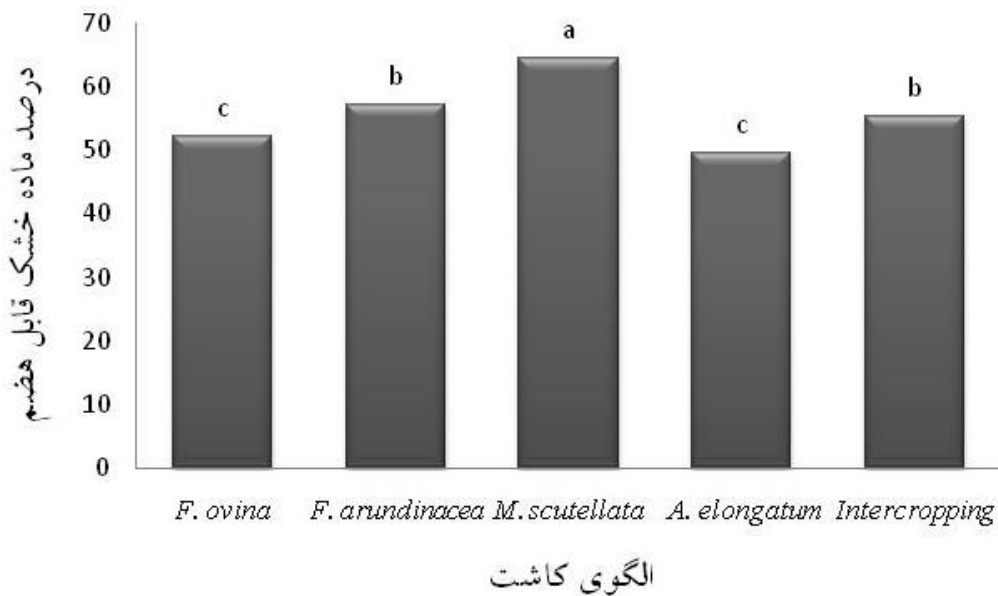 درصد ماده خشک قابل هضم
70
60
50
40
30
20
10
0
c
b
a
c
b
F. ovina F. arundinacea M. scutellata A. elongatum Intercropping
الگوی کاشت